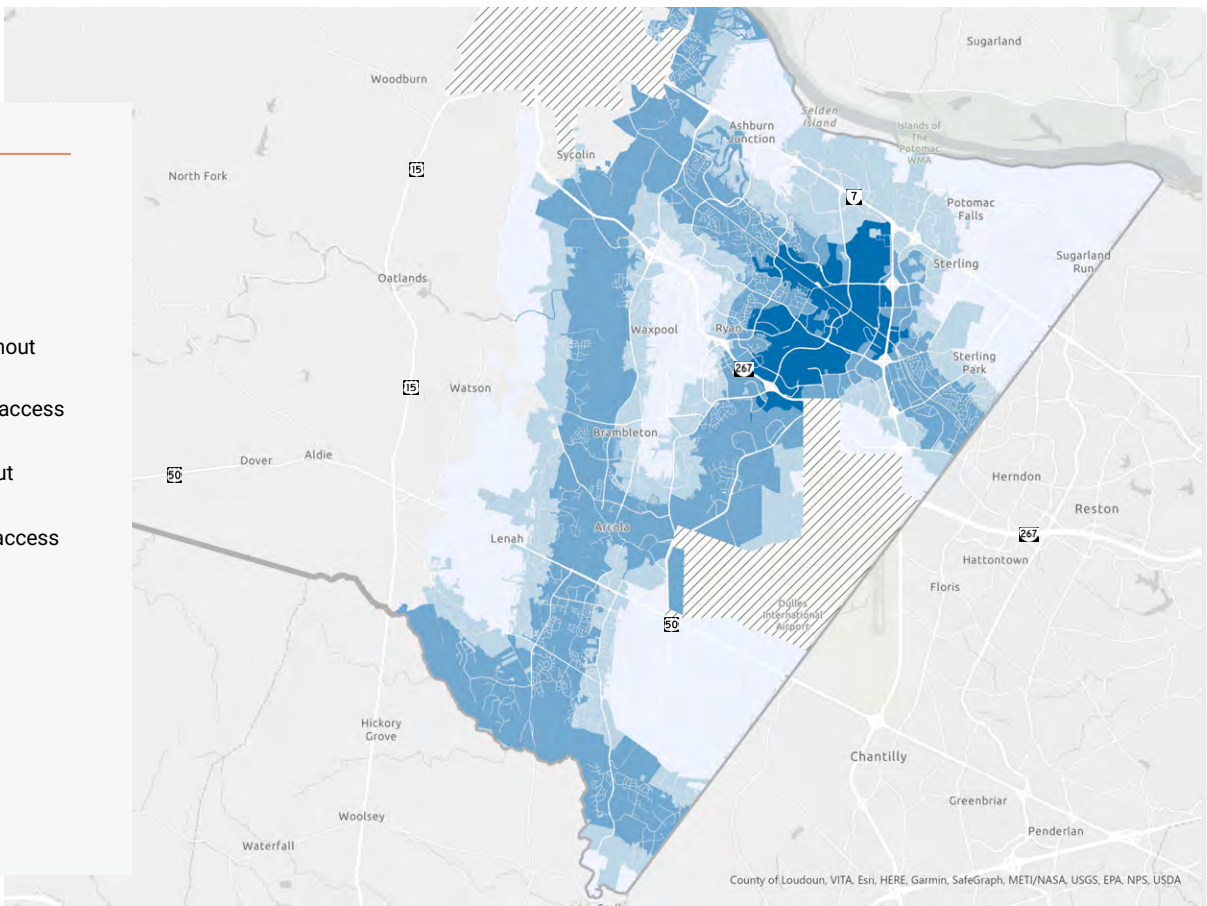 hout
access
ut
access
Sugarland
Woodburn
Selden
Island
Ashburn
Junction
Islands of
The
Potomac
WMA
Sycolin
15
North Fork
7
Potomac
Falls
Sugarland
Run
Sterling
Oatlands
Waxpool
Ryan
Sterling
Park
267
15
Watson
Brambleton
Dover
Aldie
50
Herndon
Reston
Arcola
Lenah
267
Hattontown
Floris
Dulles
International
Airport
50
Hickory
Grove
Chantilly
Greenbriar
Woolsey
Penderlan
Waterfall
County of Loudoun, VITA, Esri, HERE, Garmin, SafeGraph, METI/NASA, USGS, EPA, NPS, USDA